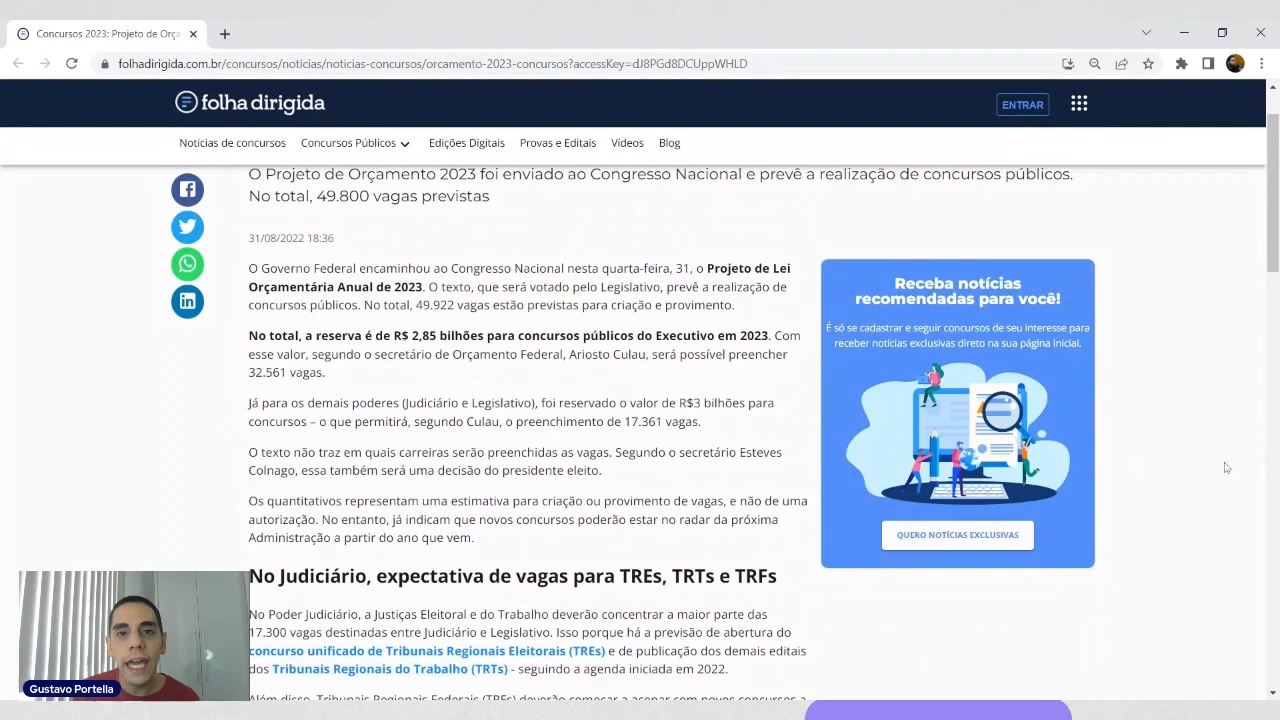 Concursos 2023: Projeto de Orça
folhadirigida.com.br/concursos/noticias/noticias-concursos/orcamento-2023-concursos?accessKey=dJ8PGd8DCUppWHLD
folha dirigida
ENTRAR
Notícias de concursos Concursos Públicos Edições Digitais Provas e Editais Vídeos Blog
O Projeto de Orçamento 2023 foi enviado ao Congresso Nacional e prevê a realização de concursos públicos.
No total, 49.800 vagas previstas
31/08/2022 18:36
O Governo Federal encaminhou ao Congresso Nacional nesta quarta-feira, 31, o Projeto de Lei
Orçamentária Anual de 2023. O texto, que será votado pelo Legislativo, prevê a realização de
concursos públicos. No total, 49.922 vagas estão previstas para criação e provimento.
No total, a reserva é de R$ 2,85 bilhões para concursos públicos do Executivo em 2023. Com
esse valor, segundo o secretário de Orçamento Federal, Ariosto Culau, será possível preencher
32.561 vagas.
Já para os demais poderes (Judiciário e Legislativo), foi reservado o valor de R$3 bilhões para
concursos – o que permitirá, segundo Culau, o preenchimento de 17.361 vagas.
O texto não traz em quais carreiras serão preenchidas as vagas. Segundo o secretário Esteves
Colnago, essa também será uma decisão do presidente eleito.
Os quantitativos representam uma estimativa para criação ou provimento de vagas, e não de uma
autorização. No entanto, já indicam que novos concursos poderão estar no radar da próxima
Administração a partir do ano que vem.
No Judiciário, expectativa de vagas para TREs, TRTs e TRFs
No Poder Judiciário, a Justiças Eleitoral e do Trabalho deverão concentrar a maior parte das
17.300 vagas destinadas entre Judiciário e Legislativo. Isso porque há a previsão de abertura do
concurso unificado de Tribunais Regionais Eleitorais (TREs) e de publicação dos demais editais
dos Tribunais Regionais do Trabalho (TRTs) - seguindo a agenda iniciada em 2022.
Além disso, Tribunais Regionais Federais (TRFs) deverão começar a acenar com novos concursos a
Receba notícias
recomendadas para você!
É só se cadastrar e seguir concursos de seu interesse para
receber notícias exclusivas direto na sua página inicial.
QUERO NOTÍCIAS EXCLUSIVAS
Gustavo Portella